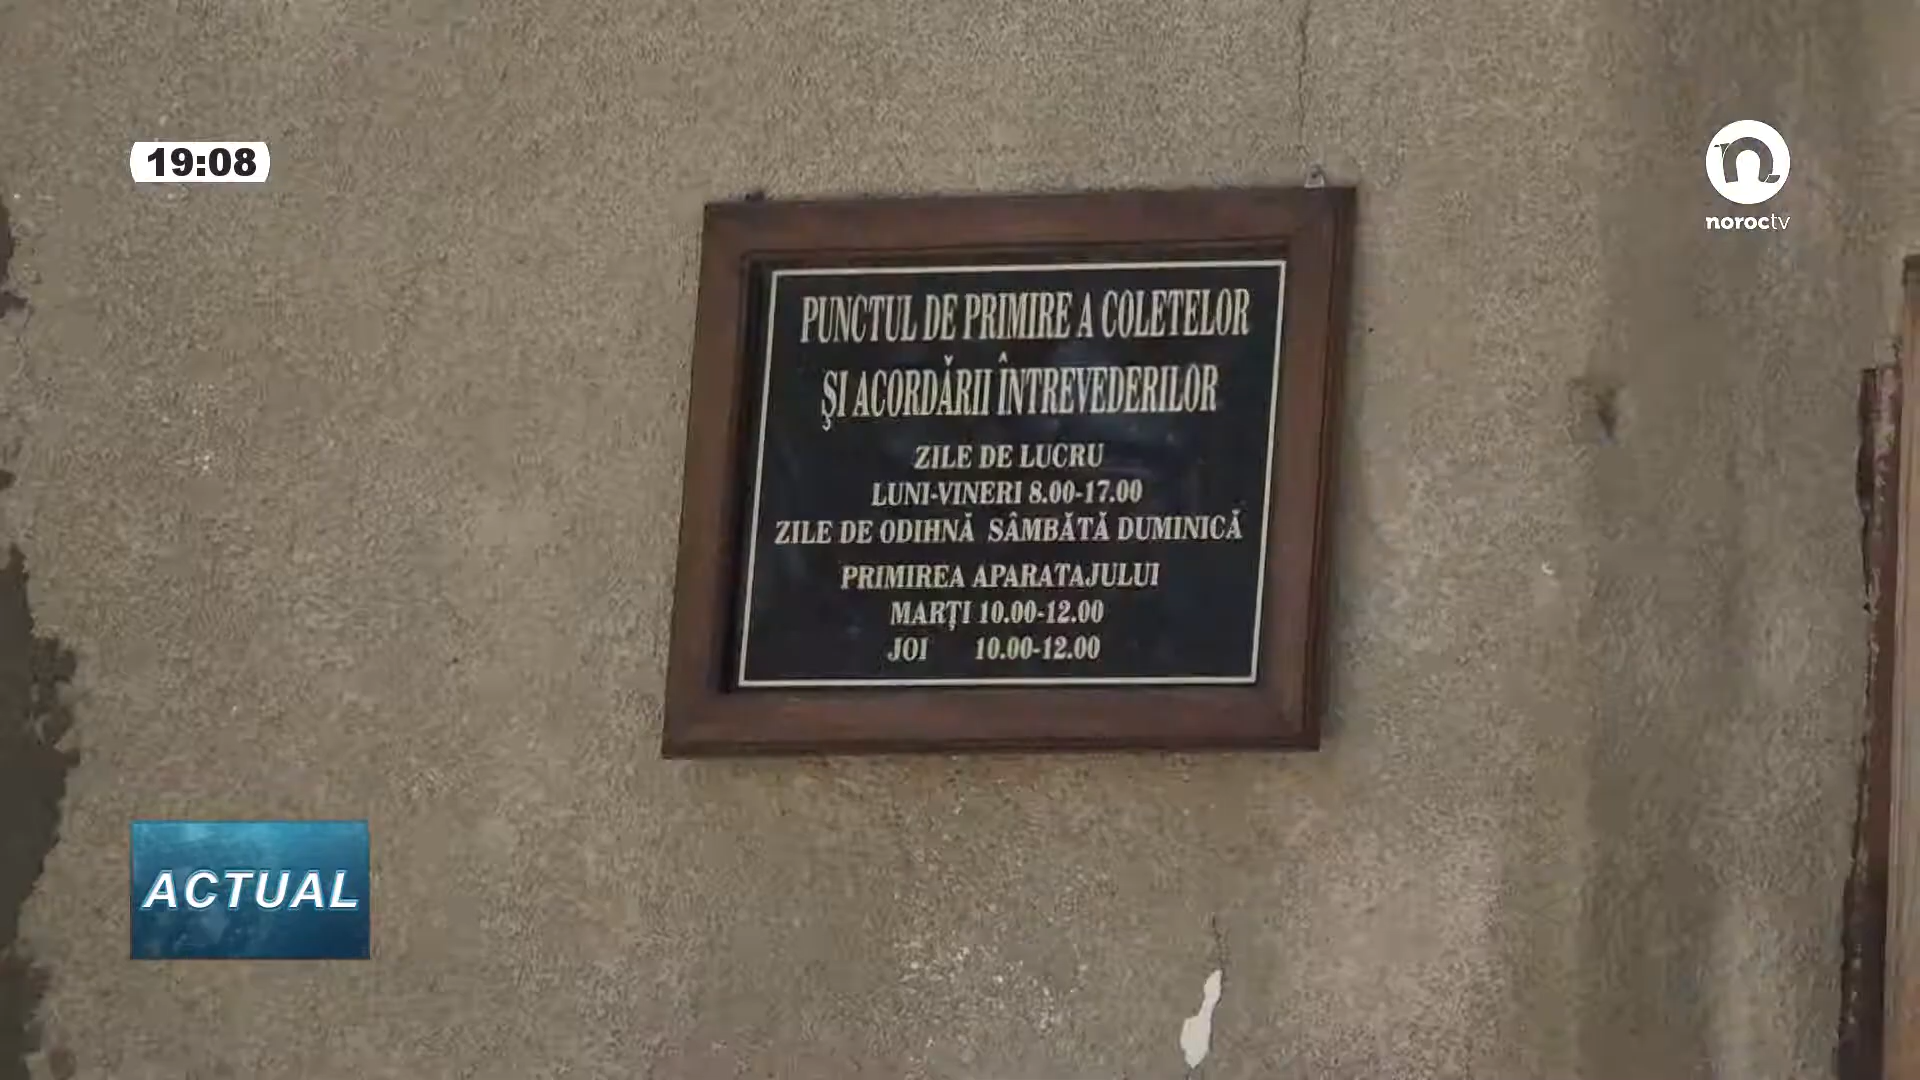 19:08
noroctv
PUNCTUL DE PRIMIRE A COLETELOR
ŞI ACORDĂRII ÎNTREVEDERILOR
ZILE DE LUCRU
LUNI-VINERI 8.00-17.00
ZILE DE ODIHNĂ SÂMBĂTĂ DUMINICĂ
PRIMIREA APARATAJULUI
MARŢI 10.00-12.00
JOI 10.00-12.00
ACTUAL